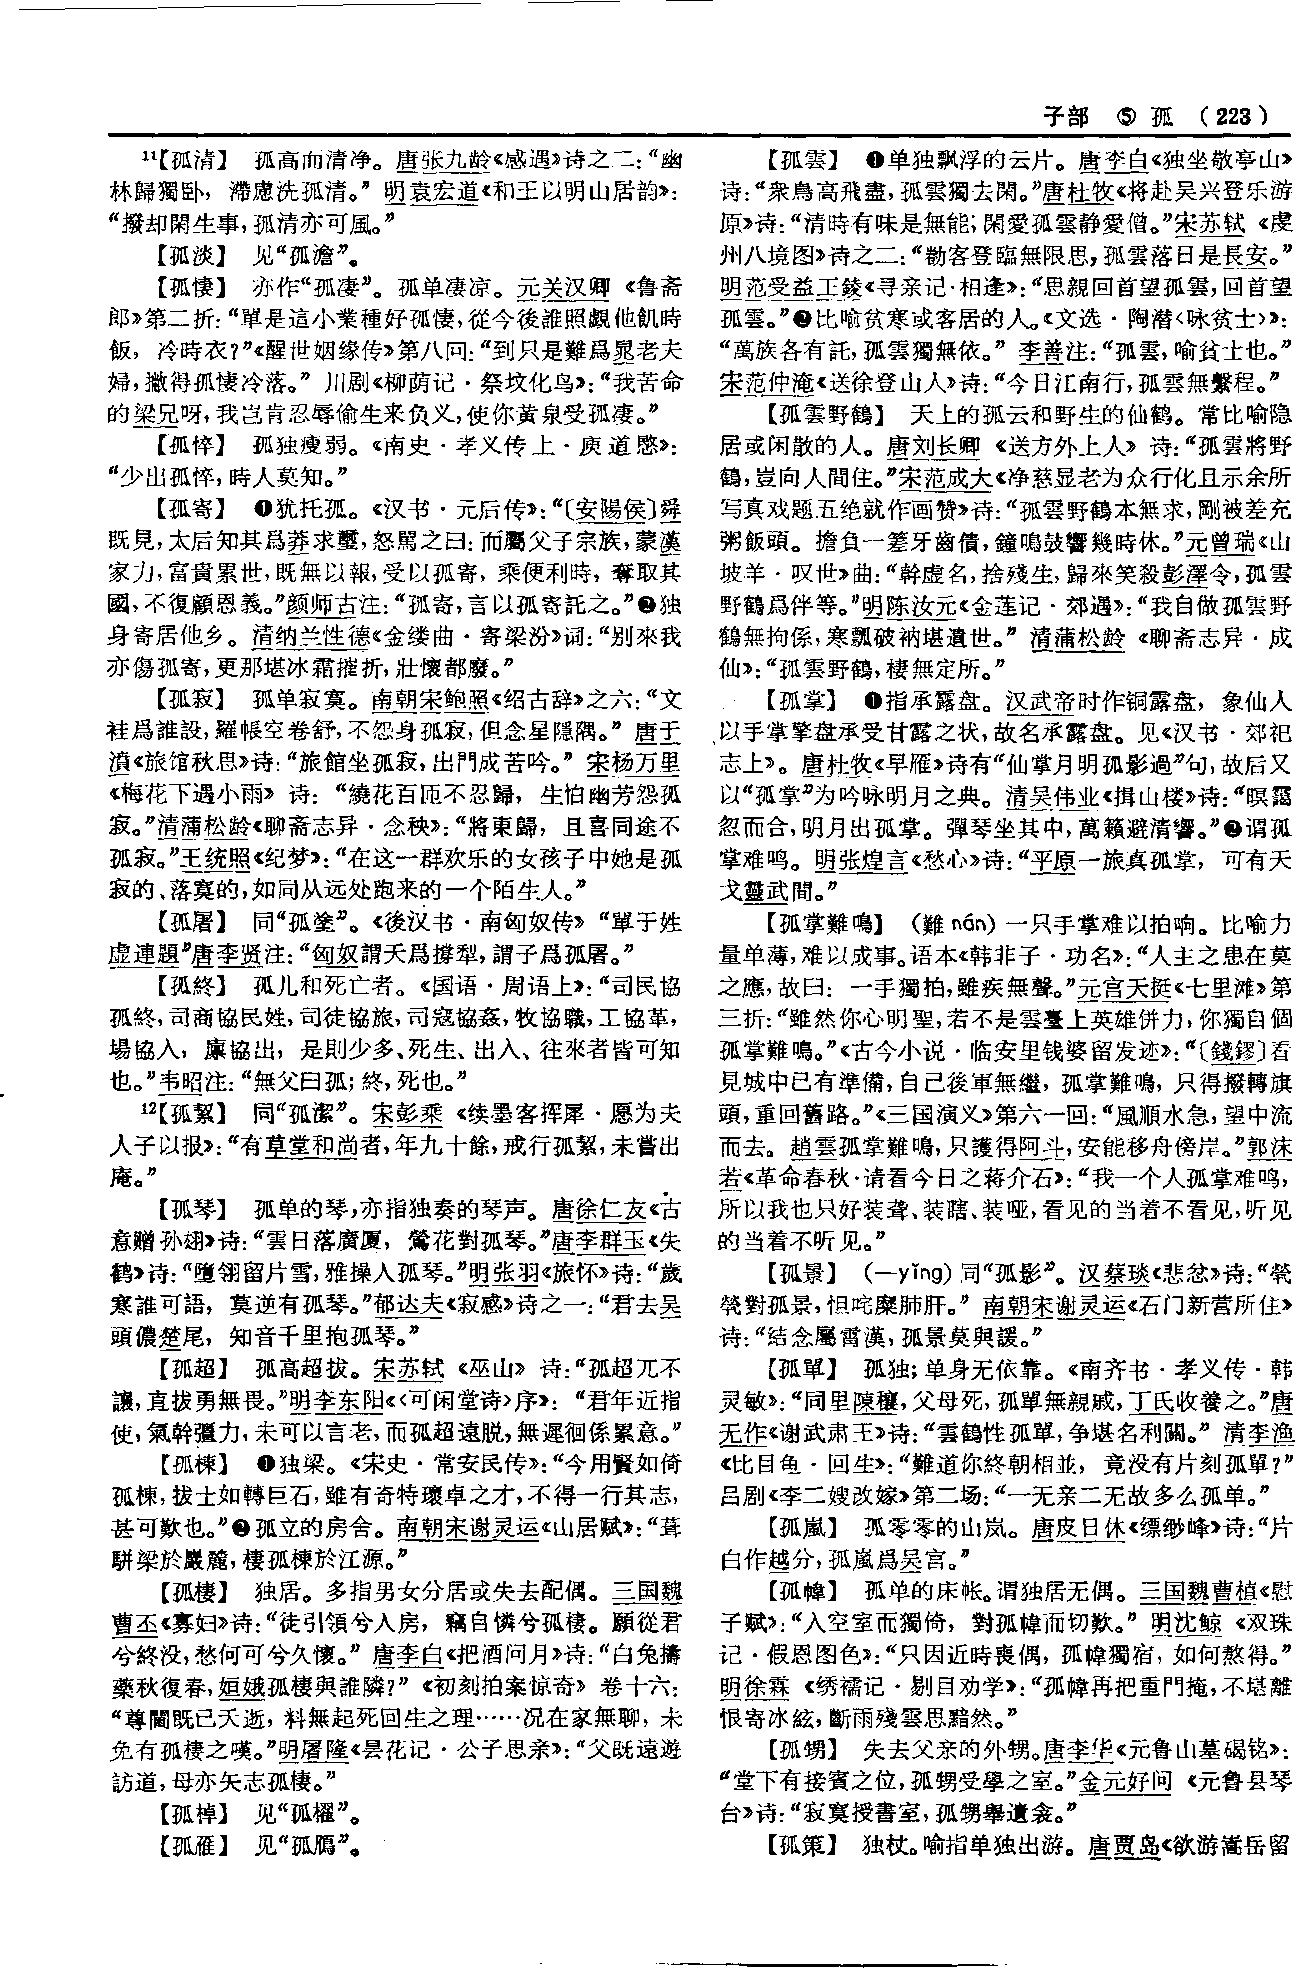 子部 ⑤ 孤 （223）
11【孤清】 孤高而清净。唐张九龄《感遇》诗之二：“幽
林歸獨卧，滯慮洗孤清。”明袁宏道《和王以明山居韵》：
“撥却閑生事，孤清亦可風。”
【孤淡】 见“孤澹”。
【孤悽】 亦作“孤凄”。孤单凄凉。元关汉卿《鲁斋
郎》第二折：“單是這小業種好孤悽，從今後誰照覷他飢時
飯，冷時衣？”《醒世姻缘传》第八回：“到只是難爲晁老夫
婦，撇得孤悽冷落。”川剧《柳荫记·祭坟化鸟》：“我苦命
的梁兄呀，我岂肯忍辱偷生来负义，使你黄泉受孤凄。”
【孤悴】 孤独瘦弱。《南史·孝义传上·庾道愍》：
“少出孤悴，時人莫知。”
【孤寄】 ❶犹托孤。《汉书·元后传》：“〔安陽侯〕舜
既見，太后知其爲莽求璽，怒駡之曰：而屬父子宗族，蒙漢
家力，富貴累世，既無以報，受以孤寄，乘便利時，奪取其
國，不復顧恩義。”颜师古注：“孤寄，言以孤寄託之。”❷独
身寄居他乡。清纳兰性德《金缕曲·寄梁汾》词：“别來我
亦傷孤寄，更那堪冰霜摧折，壯懷都廢。”
【孤寂】 孤单寂寞。南朝宋鲍照《绍古辞》之六：“文
袿爲誰設，羅帳空卷舒，不怨身孤寂，但念星隱隅。”唐于
濆《旅馆秋思》诗：“旅館坐孤寂，出門成苦吟。”宋杨万里
《梅花下遇小雨》诗：“繞花百匝不忍歸，生怕幽芳怨孤
寂。”清蒲松龄《聊斋志异·念秧》：“將東歸，且喜同途不
孤寂。”王统照《纪梦》：“在这一群欢乐的女孩子中她是孤
寂的、落寞的，如同从远处跑来的一个陌生人。”
【孤屠】 同“孤塗”。《後汉书·南匈奴传》“單于姓
虚連題”唐李贤注：“匈奴謂天爲撐犁，謂子爲孤屠。”
【孤終】 孤儿和死亡者。《国语·周语上》：“司民協
孤終，司商協民姓，司徒協旅，司寇協姦，牧協職，工協革，
場協入，廩協出，是則少多、死生、出入、往來者皆可知
也。”韦昭注：“無父曰孤；終，死也。”
12【孤絜】 同“孤潔”。宋彭乘《续墨客挥犀·愿为夫
人子以报》：“有草堂和尚者，年九十餘，戒行孤絜，未嘗出
庵。”
【孤琴】 孤单的琴，亦指独奏的琴声。唐徐仁友《古
意赠孙翃》诗：“雲日落廣厦，鶯花對孤琴。”唐李群玉《失
鹤》诗：“墮翎留片雪，雅操人孤琴。”明张羽《旅怀》诗：“歲
寒誰可語，莫逆有孤琴。”郁达夫《寂感》诗之一：“君去吴
頭儂楚尾，知音千里抱孤琴。”
【孤超】 孤高超拔。宋苏轼《巫山》诗：“孤超兀不
讓，直拔勇無畏。”明李东阳《〈可闲堂诗〉序》：“君年近指
使，氣幹彊力，未可以言老，而孤超遠脱，無遲徊係累意。”
【孤棟】 ❶独梁。《宋史·常安民传》：“今用賢如倚
孤棟，拔士如轉巨石，雖有奇特瓌卓之才，不得一行其志，
甚可歎也。”❷孤立的房舍。南朝宋谢灵运《山居赋》：“葺
駢梁於巖麓，棲孤棟於江源。”
【孤棲】 独居。多指男女分居或失去配偶。三国魏
曹丕《寡妇》诗：“徒引領兮入房，竊自憐兮孤棲。願從君
兮終没，愁何可兮久懷。”唐李白《把酒问月》诗：“白兔擣
藥秋復春，姮娥孤棲與誰隣？”《初刻拍案惊奇》卷十六：
“尊閫既已夭逝，料無起死回生之理……况在家無聊，未
免有孤棲之嘆。”明屠隆《昙花记·公子思亲》：“父既遠遊
訪道，母亦矢志孤棲。”
【孤棹】 见“孤櫂”。
【孤雁】 见“孤鴈”。
【孤雲】 ❶单独飘浮的云片。唐李白《独坐敬亭山》
诗：“衆鳥高飛盡，孤雲獨去閑。”唐杜牧《将赴吴兴登乐游
原》诗：“清時有味是無能，閑愛孤雲静愛僧。”宋苏轼《虔
州八境图》诗之二：“勸客登臨無限思，孤雲落日是長安。”
明范受益王錂《寻亲记·相逢》：“思親回首望孤雲，回首望
孤雲。”❷比喻贫寒或客居的人。《文选·陶潜〈咏贫士〉》：
“萬族各有託，孤雲獨無依。”李善注：“孤雲，喻貧士也。”
宋范仲淹《送徐登山人》诗：“今日江南行，孤雲無繫程。”
【孤雲野鶴】 天上的孤云和野生的仙鹤。常比喻隐
居或闲散的人。唐刘长卿《送方外上人》诗：“孤雲將野
鶴，豈向人間住。”宋范成大《净慈显老为众行化且示余所
写真戏题五绝就作画赞》诗：“孤雲野鶴本無求，剛被差充
粥飯頭。擔負一羣牙齒債，鐘鳴鼓響幾時休。”元曾瑞《山
坡羊·叹世》曲：“幹虚名，捨殘生，歸來笑殺彭澤令，孤雲
野鶴爲伴等。”明陈汝元《金莲记·郊遇》：“我自做孤雲野
鶴無拘係，寒瓢破衲堪遺世。”清蒲松龄《聊斋志异·成
仙》：“孤雲野鶴，棲無定所。”
【孤掌】 ❶指承露盘。汉武帝时作铜露盘，象仙人
以手掌擎盘承受甘露之状，故名承露盘。见《汉书·郊祀
志上》。唐杜牧《早雁》诗有“仙掌月明孤影過”句，故后又
以“孤掌”为吟咏明月之典。清吴伟业《揖山楼》诗：“暝靄
忽而合，明月出孤掌。彈琴坐其中，萬籟避清響。”❷谓孤
掌难鸣。明张煌言《愁心》诗：“平原一旅真孤掌，可有天
戈靈武間。”
【孤掌難鳴】 （難nán）一只手掌难以拍响。比喻力
量单薄，难以成事。语本《韩非子·功名》：“人主之患在莫
之應，故曰：一手獨拍，雖疾無聲。”元宫天挺《七里滩》第
三折：“雖然你心明聖，若不是雲臺上英雄併力，你獨自個
孤掌難鳴。”《古今小说·临安里钱婆留发迹》：“〔錢鏐〕看
見城中已有準備，自己後軍無繼，孤掌難鳴，只得撥轉旗
頭，重回舊路。”《三国演义》第六一回：“風順水急，望中流
而去。趙雲孤掌難鳴，只護得阿斗，安能移舟傍岸。”郭沫
若《革命春秋·请看今日之蒋介石》：“我一个人孤掌难鸣，
所以我也只好装聋、装瞎、装哑，看见的当着不看见，听见
的当着不听见。”
【孤景】 （—yǐng）同“孤影”。汉蔡琰《悲忿》诗：“煢
煢對孤景，怛咤糜肺肝。”南朝宋谢灵运《石门新营所住》
诗：“結念屬霄漢，孤景莫與諼。”
【孤單】 孤独；单身无依靠。《南齐书·孝义传·韩
灵敏》：“同里陳穰，父母死，孤單無親戚，丁氏收養之。”唐
无作《谢武肃王》诗：“雲鶴性孤單，争堪名利關。”清李渔
《比目鱼·回生》：“難道你終朝相並，竟没有片刻孤單？”
吕剧《李二嫂改嫁》第二场：“一无亲二无故多么孤单。”
【孤嵐】 孤零零的山岚。唐皮日休《缥缈峰》诗：“片
白作越分，孤嵐爲吴宫。”
【孤幃】 孤单的床帐。谓独居无偶。三国魏曹植《慰
子赋》：“入空室而獨倚，對孤幃而切歎。”明沈鲸《双珠
记·假恩图色》：“只因近時喪偶，孤幃獨宿，如何熬得。”
明徐霖《绣襦记·剔目劝学》：“孤幃再把重門掩，不堪離
恨寄冰絃，斷雨殘雲思黯然。”
【孤甥】 失去父亲的外甥。唐李华《元鲁山墓碣铭》：
“堂下有接賓之位，孤甥受學之室。”金元好问《元鲁县琴
台》诗：“寂寞授書室，孤甥舉遺衾。”
【孤策】 独杖。喻指单独出游。唐贾岛《欲游嵩岳留